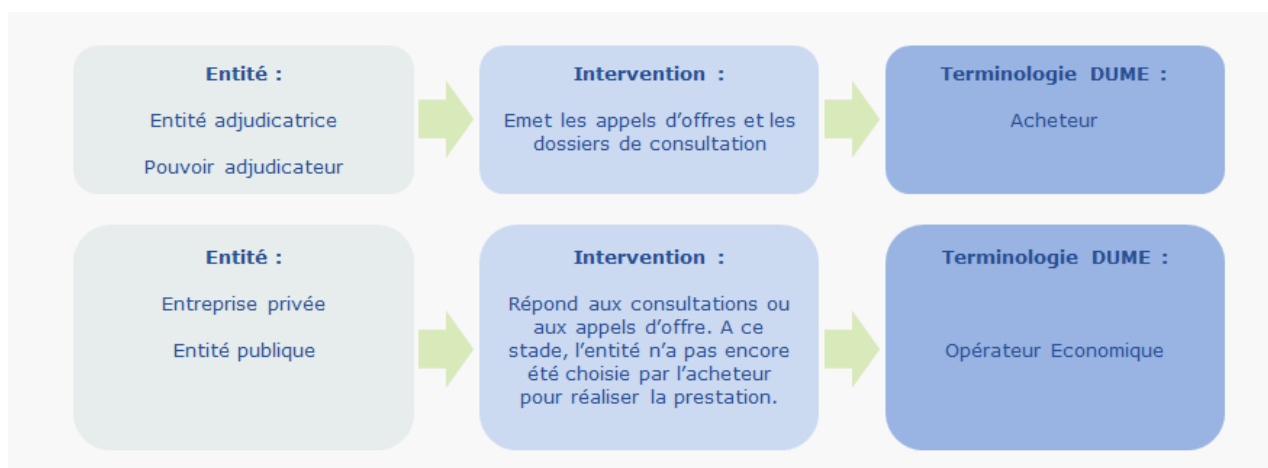 Entité :
Entité adjudicatrice
Pouvoir adjudicateur
Intervention :
Emet les appels d’offres et les
dossiers de consultation
Terminologie DUME :
Acheteur
Entité :
Entreprise privée
Entité publique
Intervention :
Répond aux consultations ou
aux appels d’offre. A ce
stade, l’entité n’a pas encore
été choisie par l’acheteur
pour réaliser la prestation.
Terminologie DUME :
Opérateur Economique